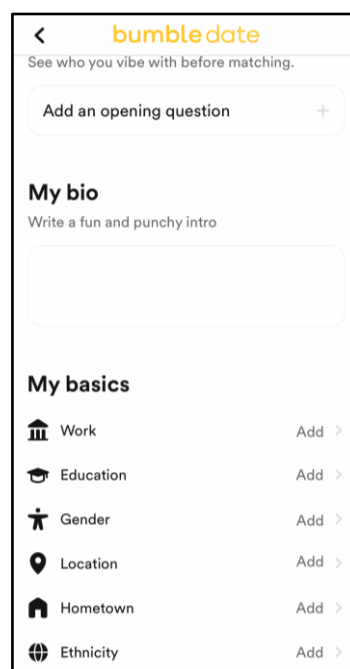 bumble date
See who you vibe with before matching.
Add an opening question
My bio
Write a fun and punchy intro
My basics
Work Add
Education Add
Gender Add
Location Add
Hometown Add
Ethnicity Add